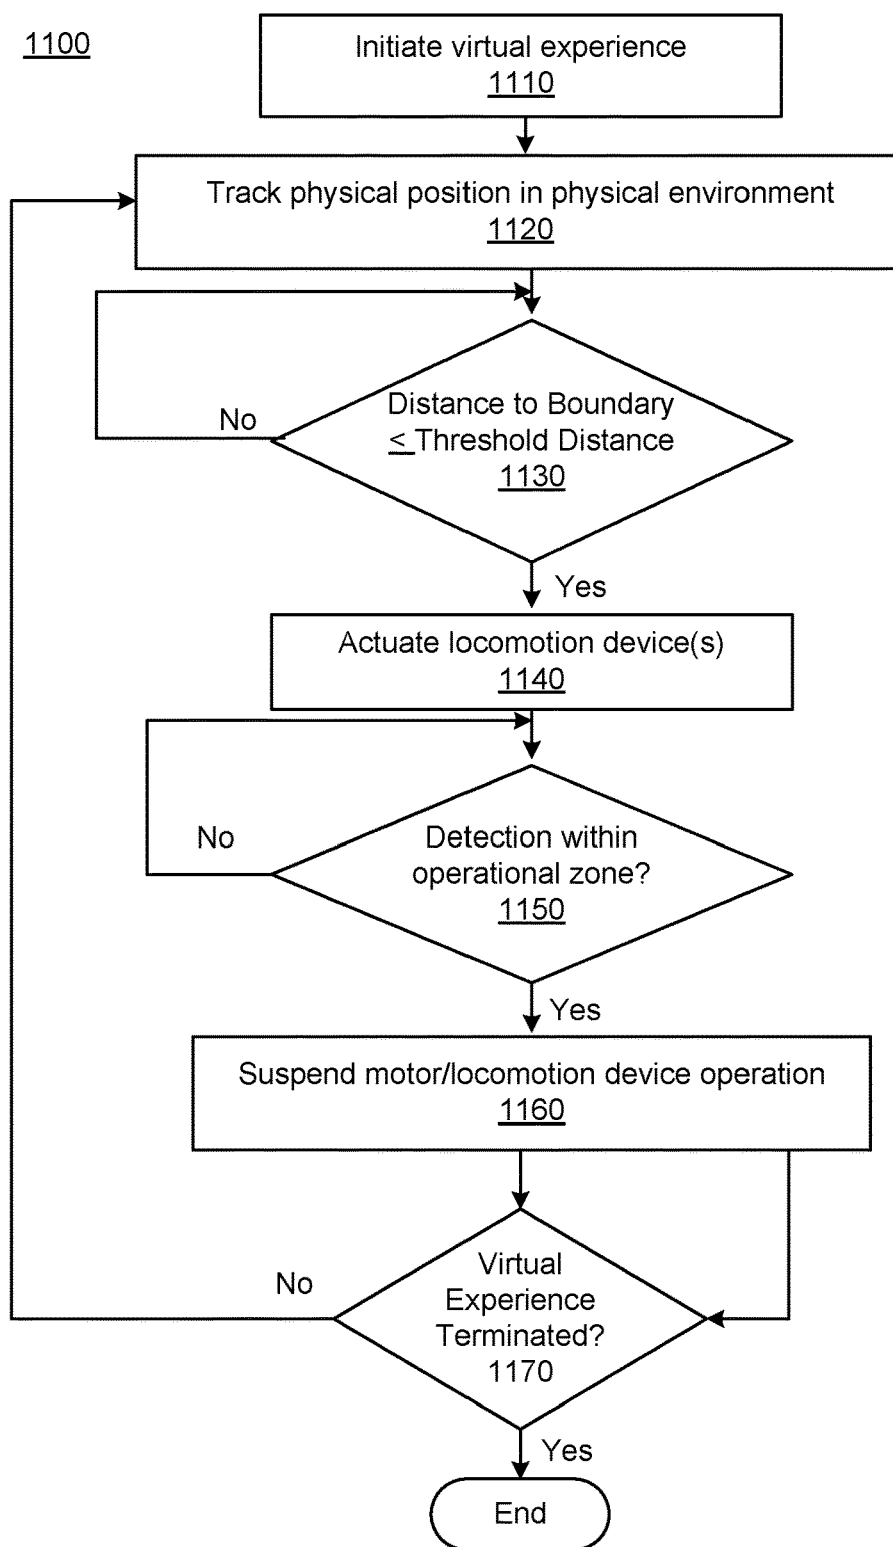 1100
Initiate virtual experience
1110
Track physical position in physical environment
1120
Distance to Boundary
< Threshold Distance
1130
No
Yes
Actuate locomotion device(s)
1140
Detection within
operational zone?
1150
No
Yes
Suspend motor/locomotion device operation
1160
Virtual
Experience
Terminated?
1170
No
Yes
End